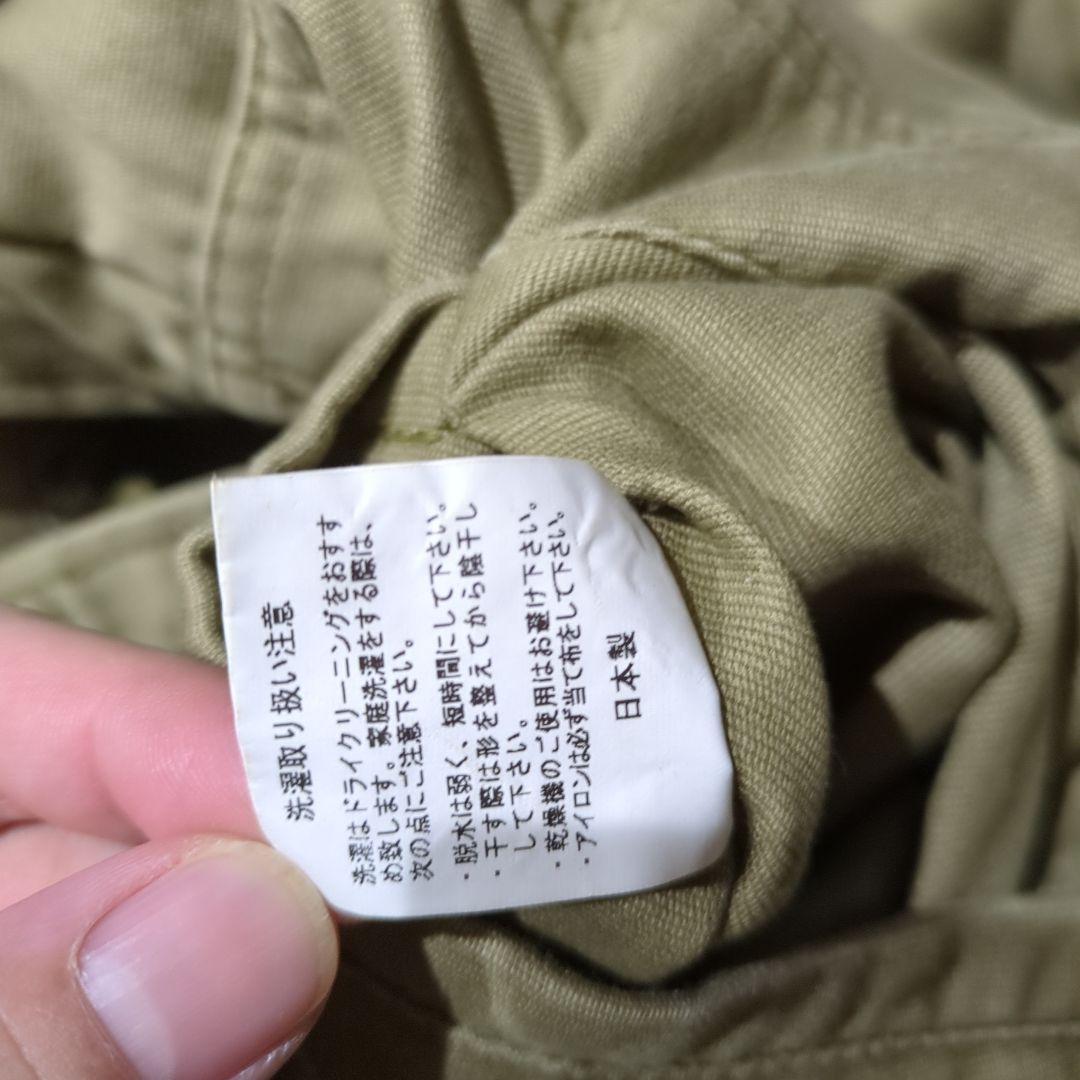 洗濯取り扱い注意
洗濯はドライクリーニングをおすす
め致します。家庭洗濯をする際は、
次の点にご注意下さい。
・脱水は弱く、短時間にして下さい。
・干す際は形を整えてから陰干し
して下さい。
・乾燥機のご使用はお避け下さい。
・アイロンは必ず当て布をして下さい。
日本製